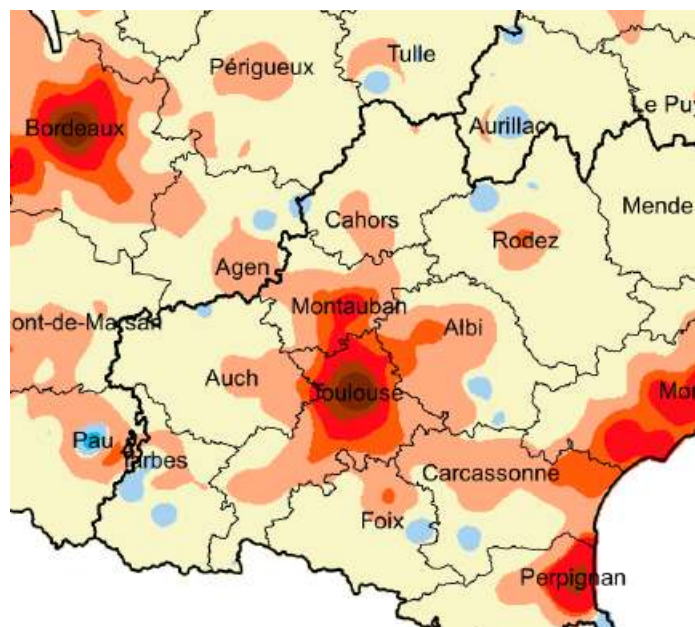 Tulle
Périgueux
Le Puy
Bordeaux
Aurillac
Mende
Cahors
Rodez
Agen
Montauban
ont-de-Marsan
Albi
Auch
Toulouse
Mon
Pau
Tarbes
Carcassonne
Foix
Perpignan